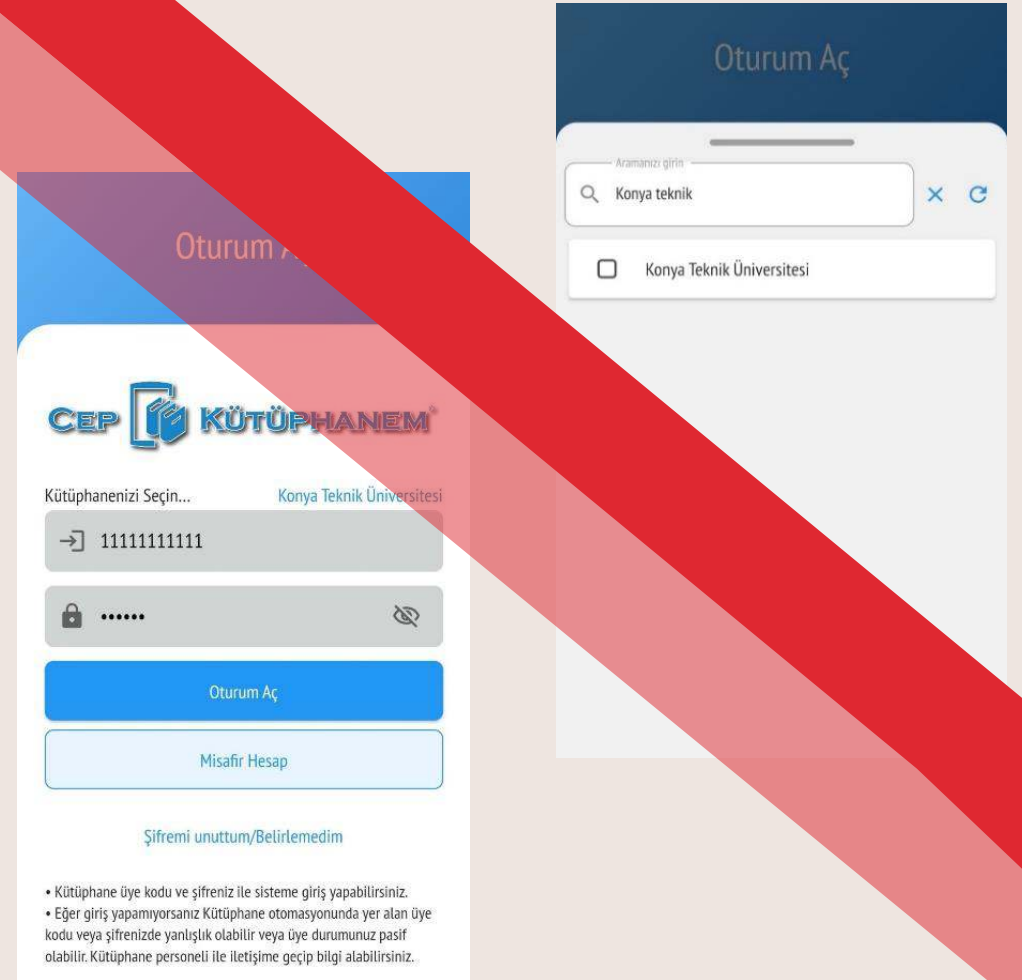 Oturum Aç
CEP KÜTÜPHANEM®
Kütüphanenizi Seçin... Konya Teknik Üniversitesi
11111111111
••••••
Oturum Aç
Misafir Hesap
Şifremi unuttum/Belirlemedim
• Kütüphane üye kodu ve şifreniz ile sisteme giriş yapabilirsiniz.
• Eğer giriş yapamıyorsanız Kütüphane otomasyonunda yer alan üye
kodu veya şifrenizde yanlışlık olabilir veya üye durumunuz pasif
olabilir. Kütüphane personeli ile iletişime geçip bilgi alabilirsiniz.
Oturum Aç
Aramanızı girin
Konya teknik
Konya Teknik Üniversitesi